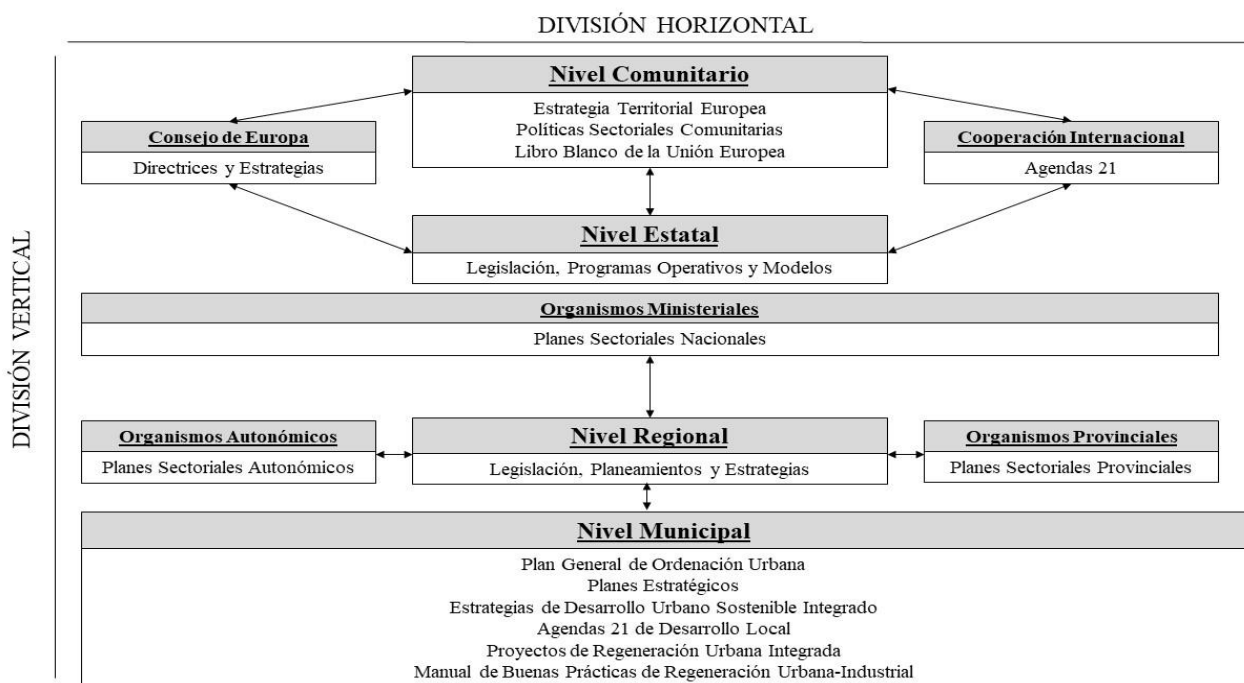 DIVISIÓN HORIZONTAL
DIVISIÓN VERTICAL
Nivel Comunitario
Estrategia Territorial Europea
Políticas Sectoriales Comunitarias
Libro Blanco de la Unión Europea
Consejo de Europa
Directrices y Estrategias
Cooperación Internacional
Agendas 21
Nivel Estatal
Legislación, Programas Operativos y Modelos
Organismos Ministeriales
Planes Sectoriales Nacionales
Organismos Autonómicos
Planes Sectoriales Autonómicos
Nivel Regional
Legislación, Planeamientos y Estrategias
Organismos Provinciales
Planes Sectoriales Provinciales
Nivel Municipal
Plan General de Ordenación Urbana
Planes Estratégicos
Estrategias de Desarrollo Urbano Sostenible Integrado
Agendas 21 de Desarrollo Local
Proyectos de Regeneración Urbana Integrada
Manual de Buenas Prácticas de Regeneración Urbana-Industrial